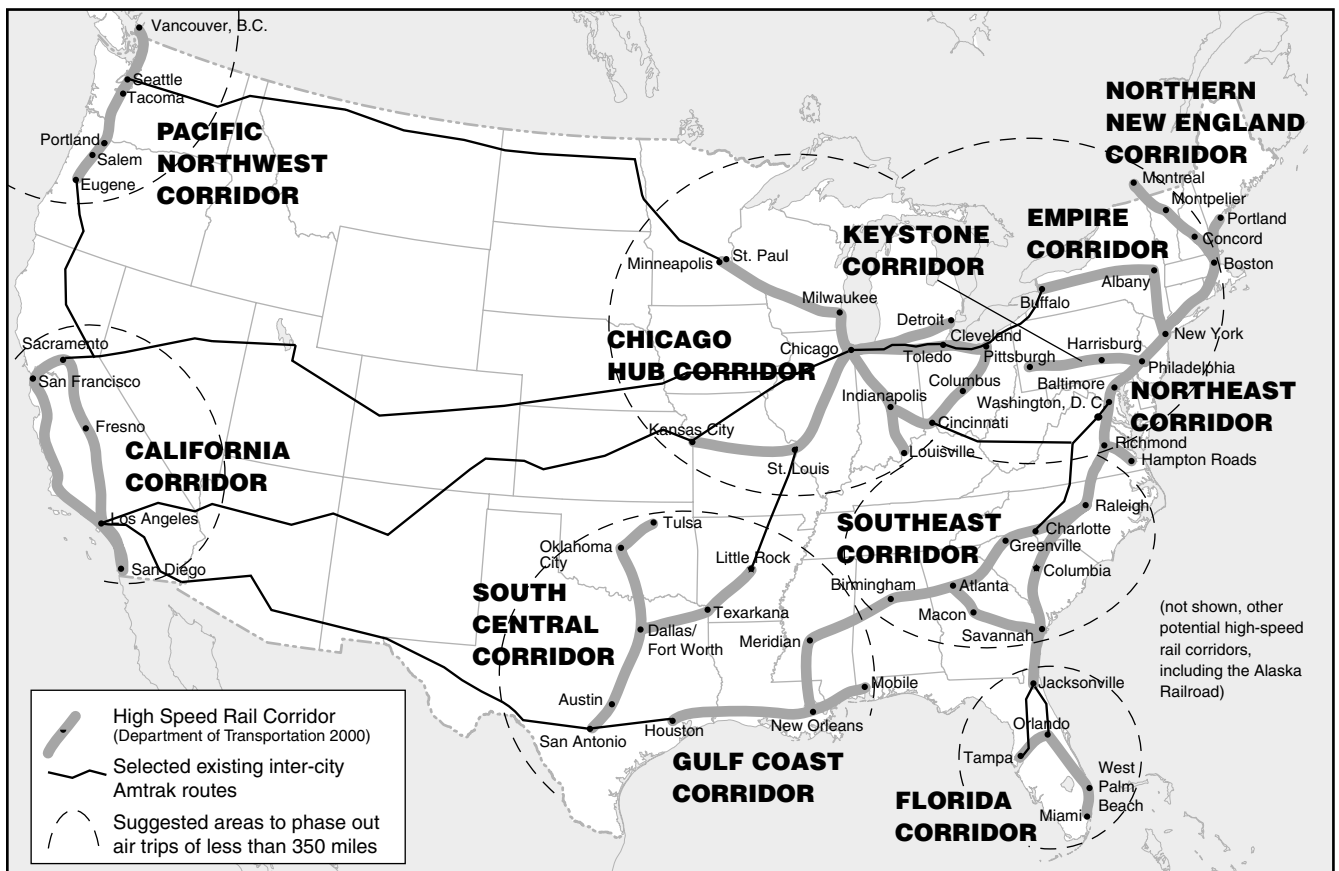 Vancouver, B.C.
Seattle
Tacoma
Portland
Salem
Eugene
PACIFIC
NORTHWEST
CORRIDOR
NORTHERN
NEW ENGLAND
CORRIDOR
Montreal
Montpelier
Portland
Concord
Boston
EMPIRE
CORRIDOR
Albany
Buffalo
New York
KEYSTONE
CORRIDOR
Minneapolis
St. Paul
Milwaukee
Detroit
Chicago
Toledo
Cleveland
Pittsburgh
Harrisburg
Philadelphia
CHICAGO
HUB CORRIDOR
Indianapolis
Columbus
Baltimore
Washington, D. C.
NORTHEAST
CORRIDOR
Cincinnati
Kansas City
St. Louis
Louisville
Richmond
Hampton Roads
Sacramento
San Francisco
Fresno
CALIFORNIA
CORRIDOR
Los Angeles
San Diego
Tulsa
Oklahoma
City
Little Rock
Texarkana
SOUTH
CENTRAL
CORRIDOR
Dallas/
Fort Worth
Austin
San Antonio
Houston
SOUTHEAST
CORRIDOR
Raleigh
Charlotte
Greenville
Columbia
Birmingham
Atlanta
Macon
Savannah
Meridian
Mobile
New Orleans
GULF COAST
CORRIDOR
Jacksonville
Orlando
Tampa
West
Palm
Beach
Miami
FLORIDA
CORRIDOR
(not shown, other
potential high-speed
rail corridors,
including the Alaska
Railroad)
High Speed Rail Corridor
(Department of Transportation 2000)
Selected existing inter-city
Amtrak routes
Suggested areas to phase out
air trips of less than 350 miles